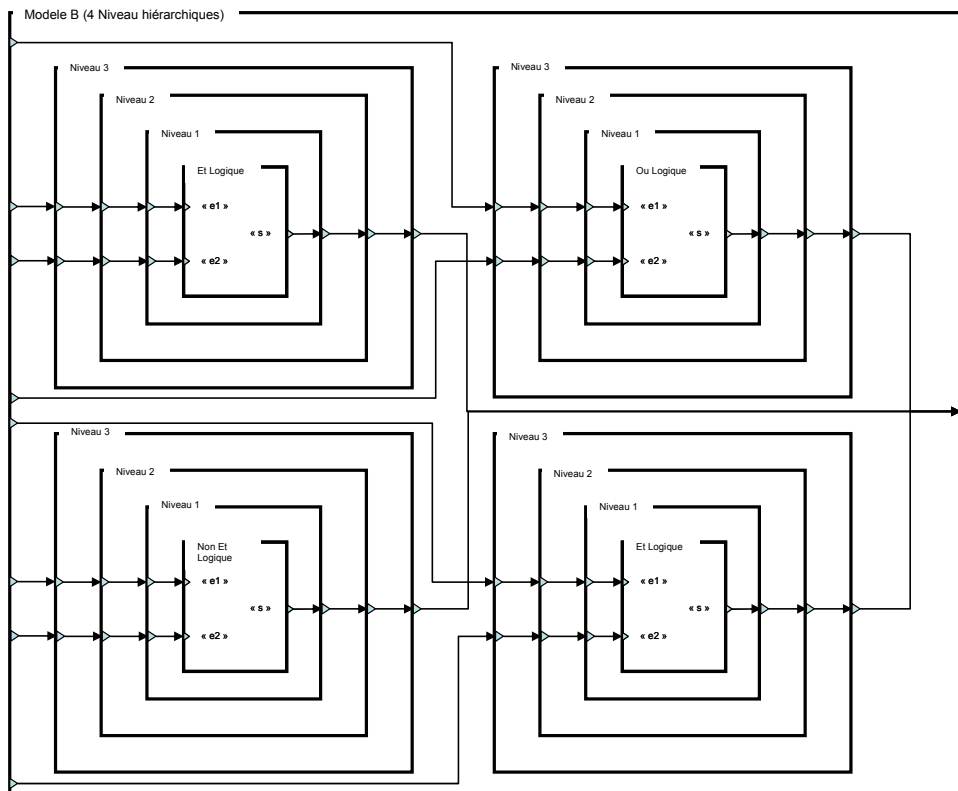 Modele B (4 Niveau hiérarchiques)
Niveau 3
Niveau 2
Niveau 1
Et Logique
« e1 »
« s »
« e2 »
Niveau 3
Niveau 2
Niveau 1
Ou Logique
« e1 »
« s »
« e2 »
Niveau 3
Niveau 2
Niveau 1
Non Et
Logique
« e1 »
« s »
« e2 »
Niveau 3
Niveau 2
Niveau 1
Et Logique
« e1 »
« s »
« e2 »